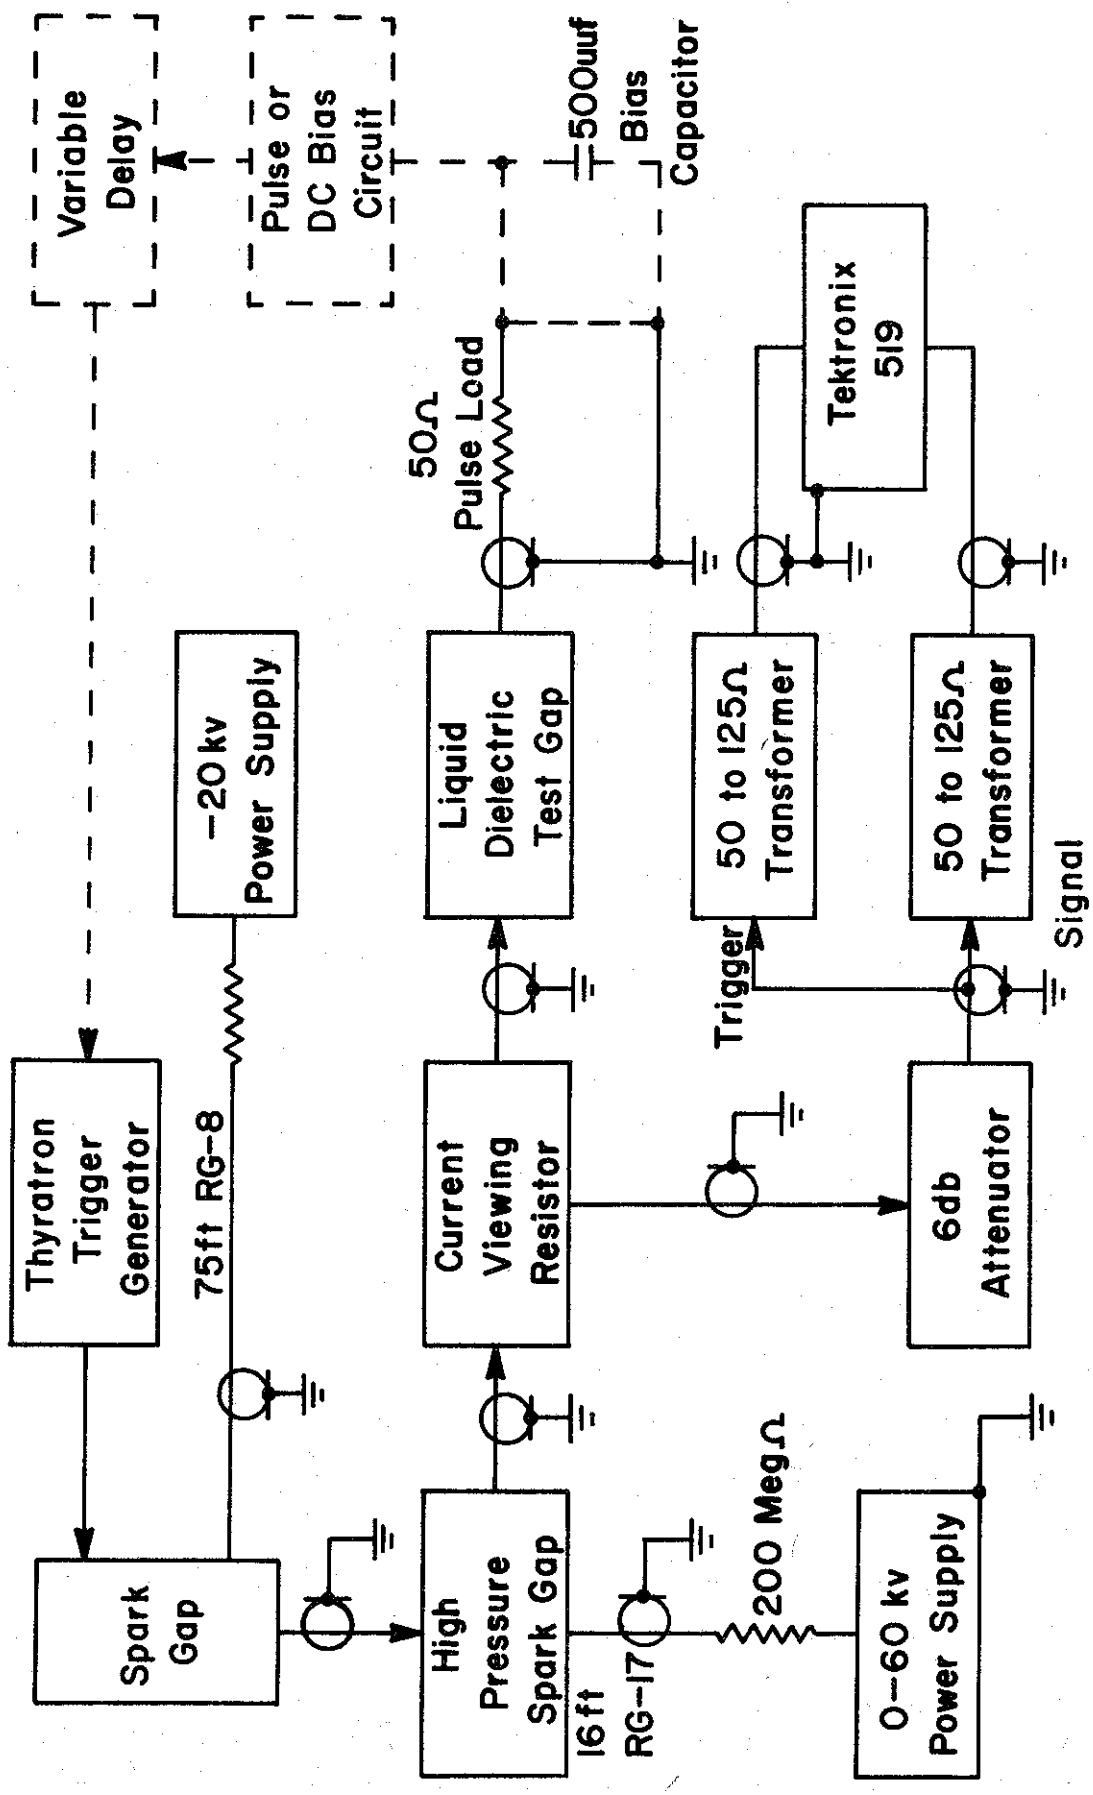 Thyratron
Trigger
Generator
Variable
Delay
Spark
Gap
75ft RG-8
-20kv
Power Supply
Pulse or
DC Bias
Circuit
High
Pressure
Spark Gap
Current
Viewing
Resistor
Liquid
Dielectric
Test Gap
50Ω
Pulse Load
500uuf
Bias
Capacitor
16ft
RG-17
200 MegΩ
Trigger
50 to 125Ω
Transformer
Tektronix
519
0-60 kv
Power Supply
6db
Attenuator
50 to 125Ω
Transformer
Signal